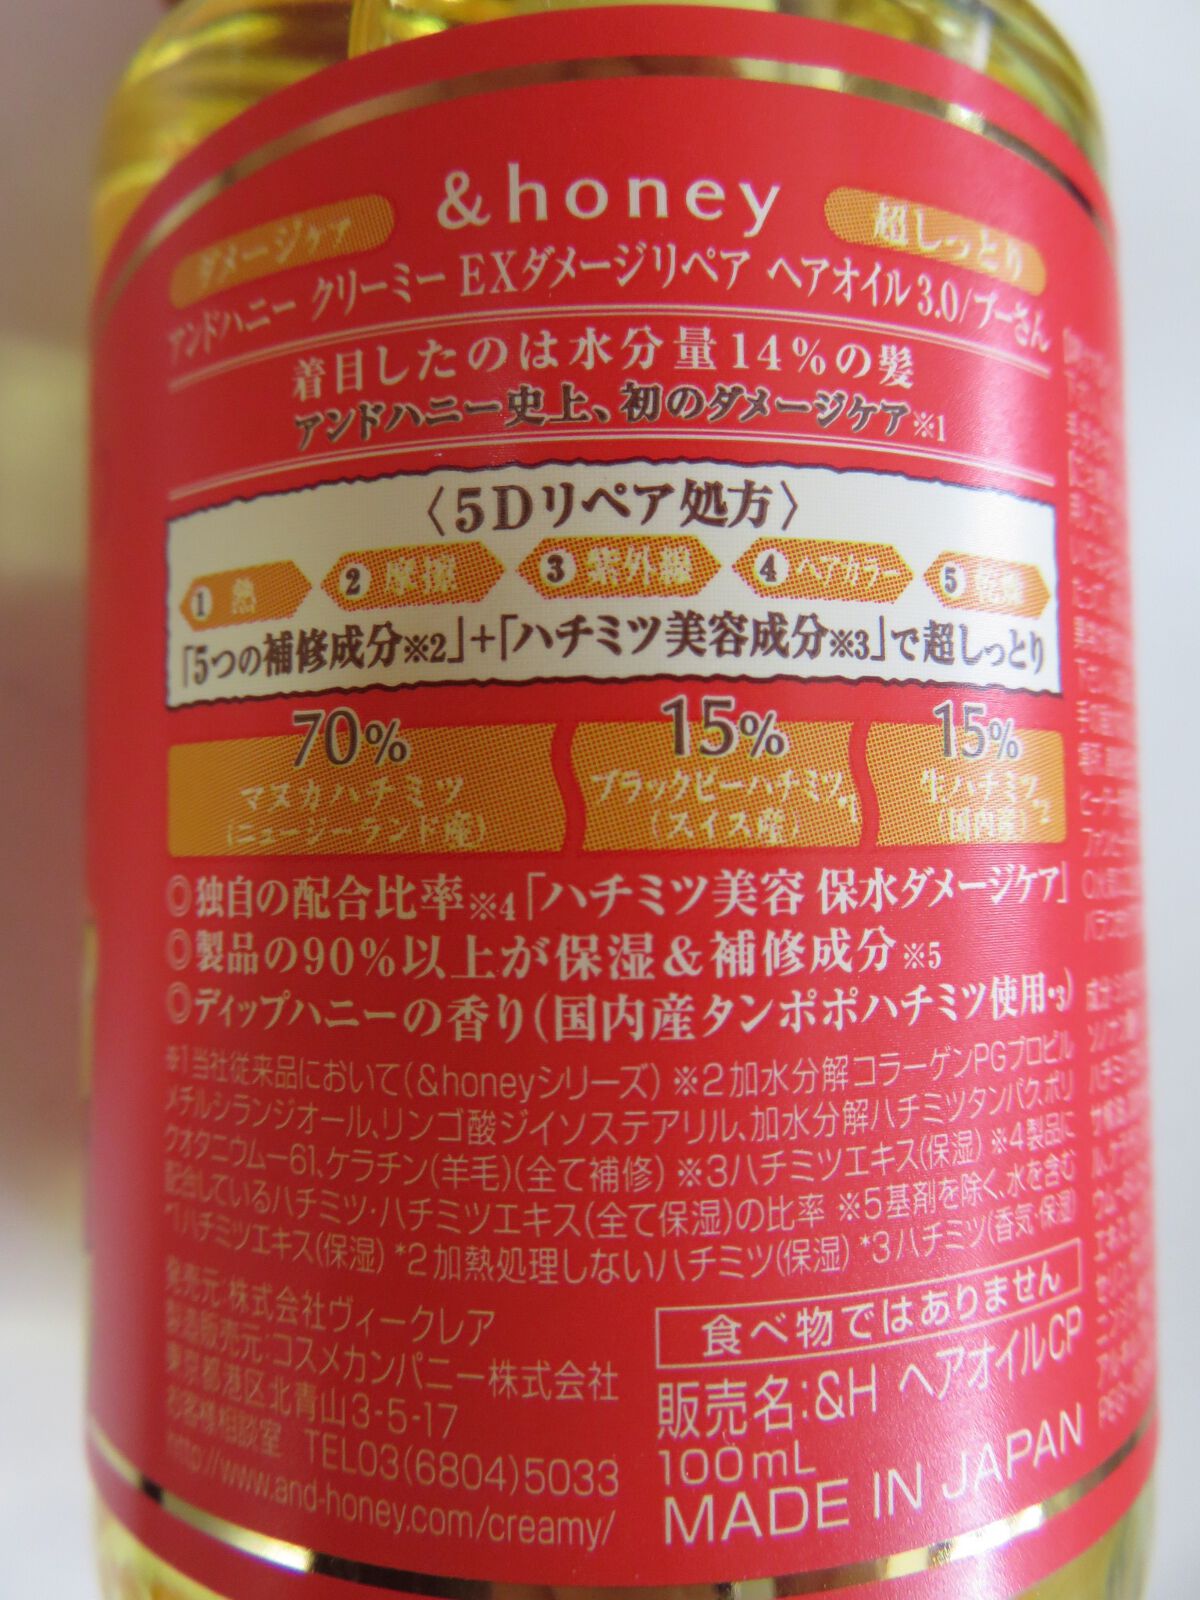 &honey
ダメージケア
超しっとり
アンドハニー クリーミー EXダメージリペア ヘアオイル3.0/プーさん
着目したのは水分量14%の髪
アンドハニー史上、初のダメージケア※1
〈5Dリペア処方〉
1 熱 2 摩擦 3 紫外線 4 ヘアカラー 5 乾燥
「5つの補修成分※2」+「ハチミツ美容成分※3」で超しっとり
70% 15% 15%
マヌカハチミツ ブラックビーハチミツ*1 生ハチミツ*2
(ニュージーランド産) (スイス産) (国内産)
◎独自の配合比率※4「ハチミツ美容 保水ダメージケア」
◎製品の90%以上が保湿&補修成分※5
◎ディップハニーの香り(国内産タンポポハチミツ使用*3)
※1当社従来品において(&honeyシリーズ) ※2加水分解コラーゲンPGプロピル
メチルシランジオール、リンゴ酸ジイソステアリル、加水分解ハチミツタンパク、ポリ
クオタニウム-61、ケラチン(羊毛)(全て補修) ※3ハチミツエキス(保湿) ※4製品に
配合しているハチミツ・ハチミツエキス(全て保湿)の比率 ※5基剤を除く、水を含む
*1ハチミツエキス(保湿) *2加熱処理しないハチミツ(保湿) *3ハチミツ(香気・保湿)
発売元:株式会社ヴィークレア
製造販売元:コスメカンパニー株式会社
東京都港区北青山3-5-17
お客様相談室 TEL03(6804)5033
http://www.and-honey.com/creamy/
食べ物ではありません
販売名:&H ヘアオイルCP
100mL
MADE IN JAPAN